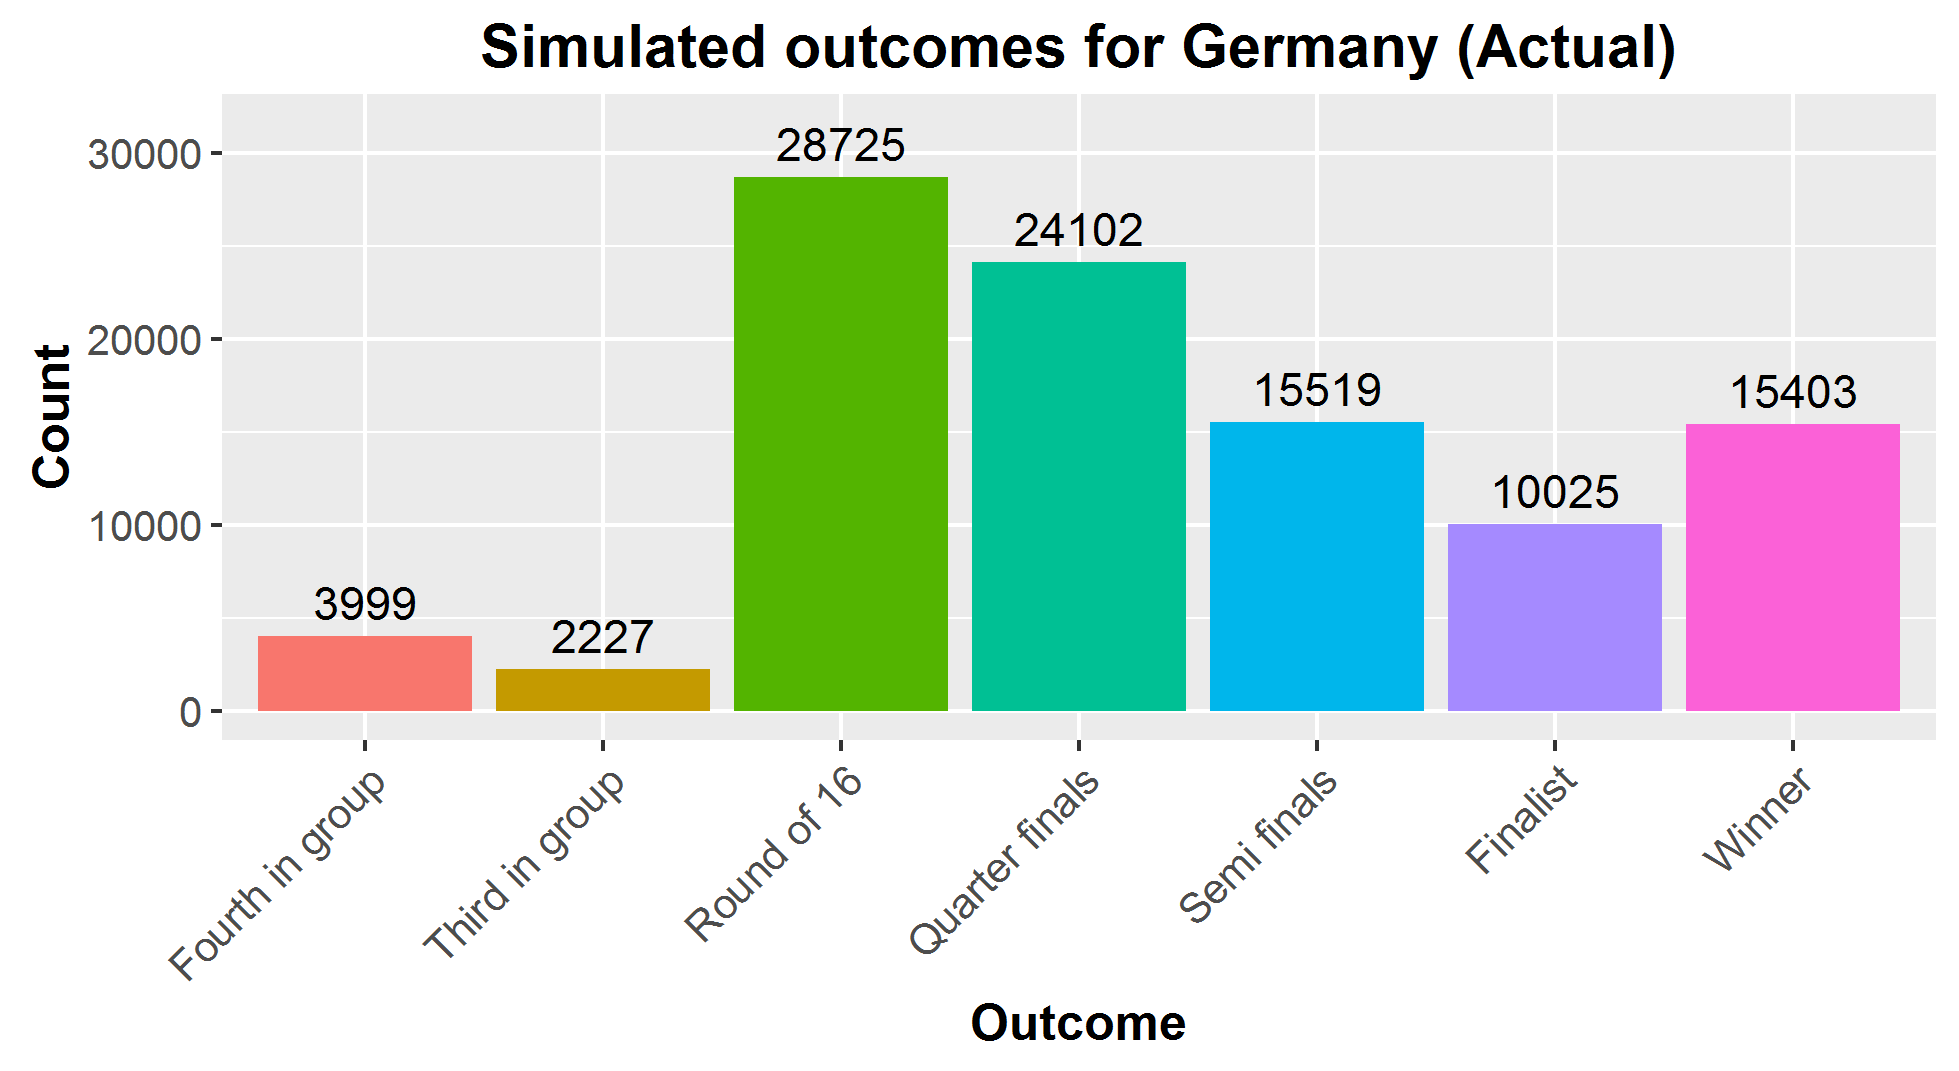 Simulated outcomes for Germany (Actual)
Count
30000
20000
10000
0
3999
2227
28725
24102
15519
10025
15403
Fourth in group
Third in group
Round of 16
Quarter finals
Semi finals
Finalist
Winner
Outcome